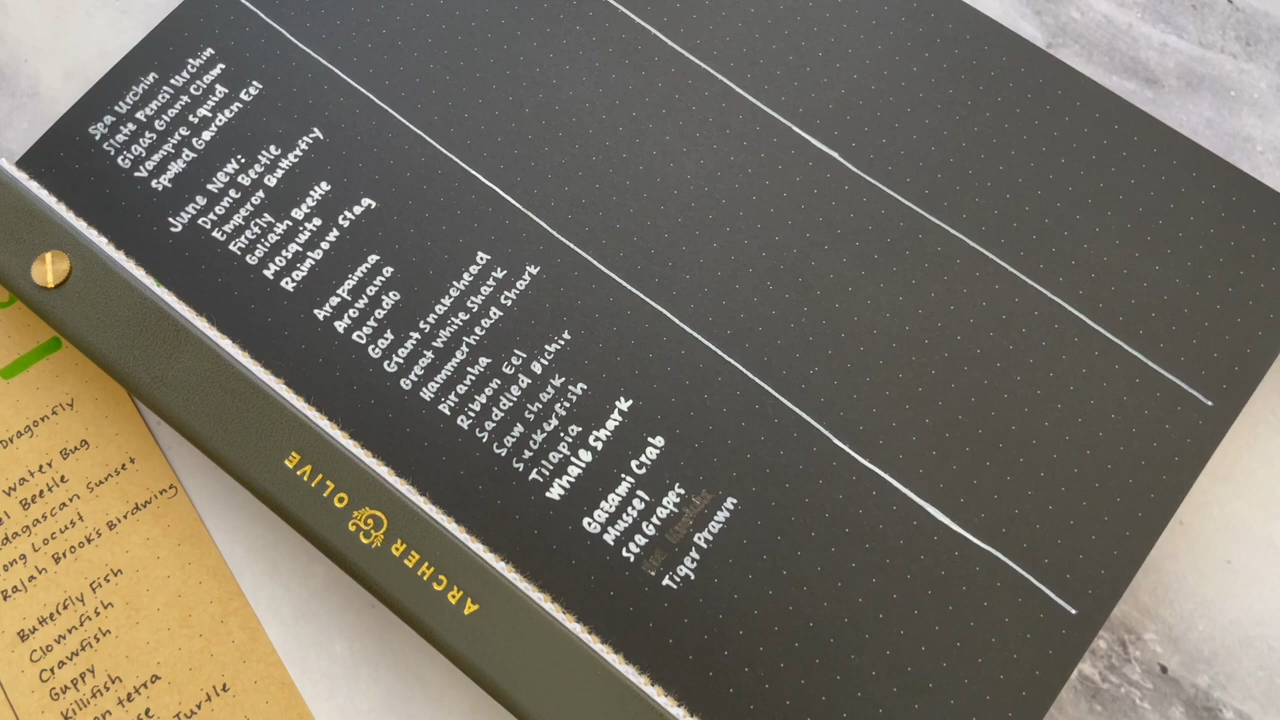 Sea Urchin
Slate Pencil Urchin
Gigas Giant Clam
Vampire Squid
Spotted Garden Eel
June New:
Drone Beetle
Emperor Butterfly
Firefly
Goliath Beetle
Mosquito
Rainbow Stag
Arapaima
Arowana
Dorado
Gar
Giant Snakehead
Great White Shark
Hammerhead Shark
Piranha
Ribbon Eel
Saddled Bichir
Saw Shark
Suckerfish
Tilapia
Whale Shark
Gazami Crab
Mussel
Sea Grapes
Tiger Prawn
ARCHER & OLIVE
Dragonfly
water Bug
Beetle
dagascan Sunset
ong Locust
Rajah Brook's Birdwing
Butterfly Fish
Clownfish
Crawfish
Guppy
Killifish
tetra
Turtle